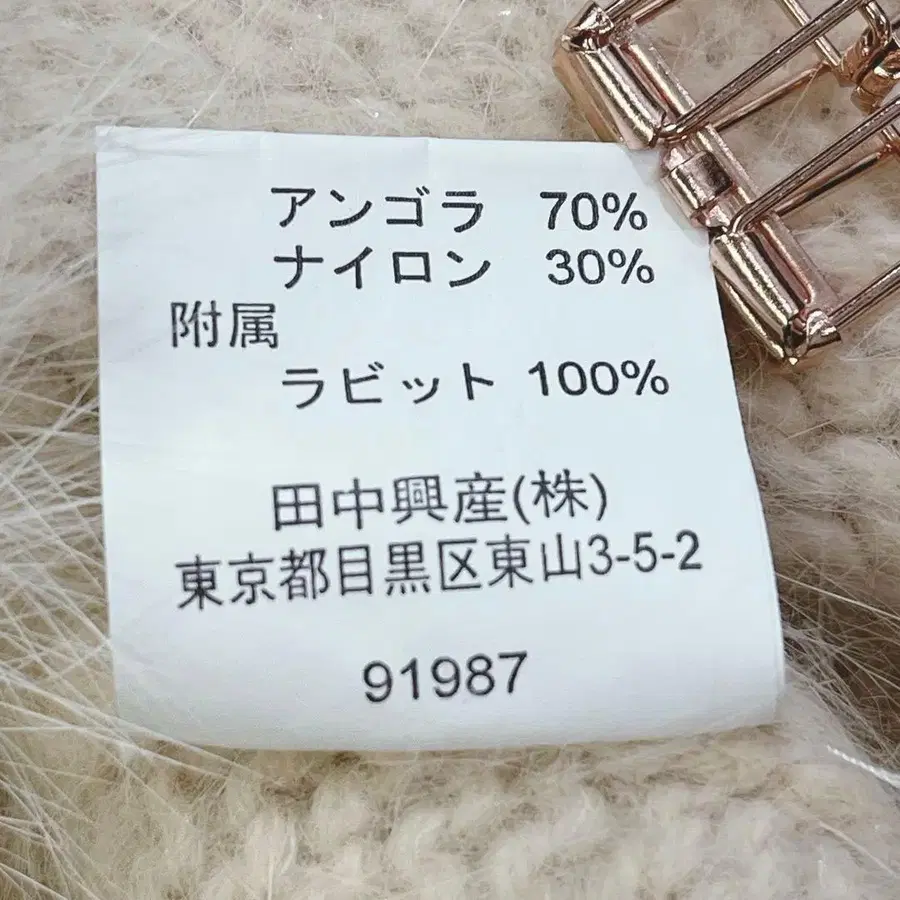 アンゴラ 70%
ナイロン 30%
附属
ラビット 100%
田中興産(株)
東京都目黒区東山3-5-2
91987